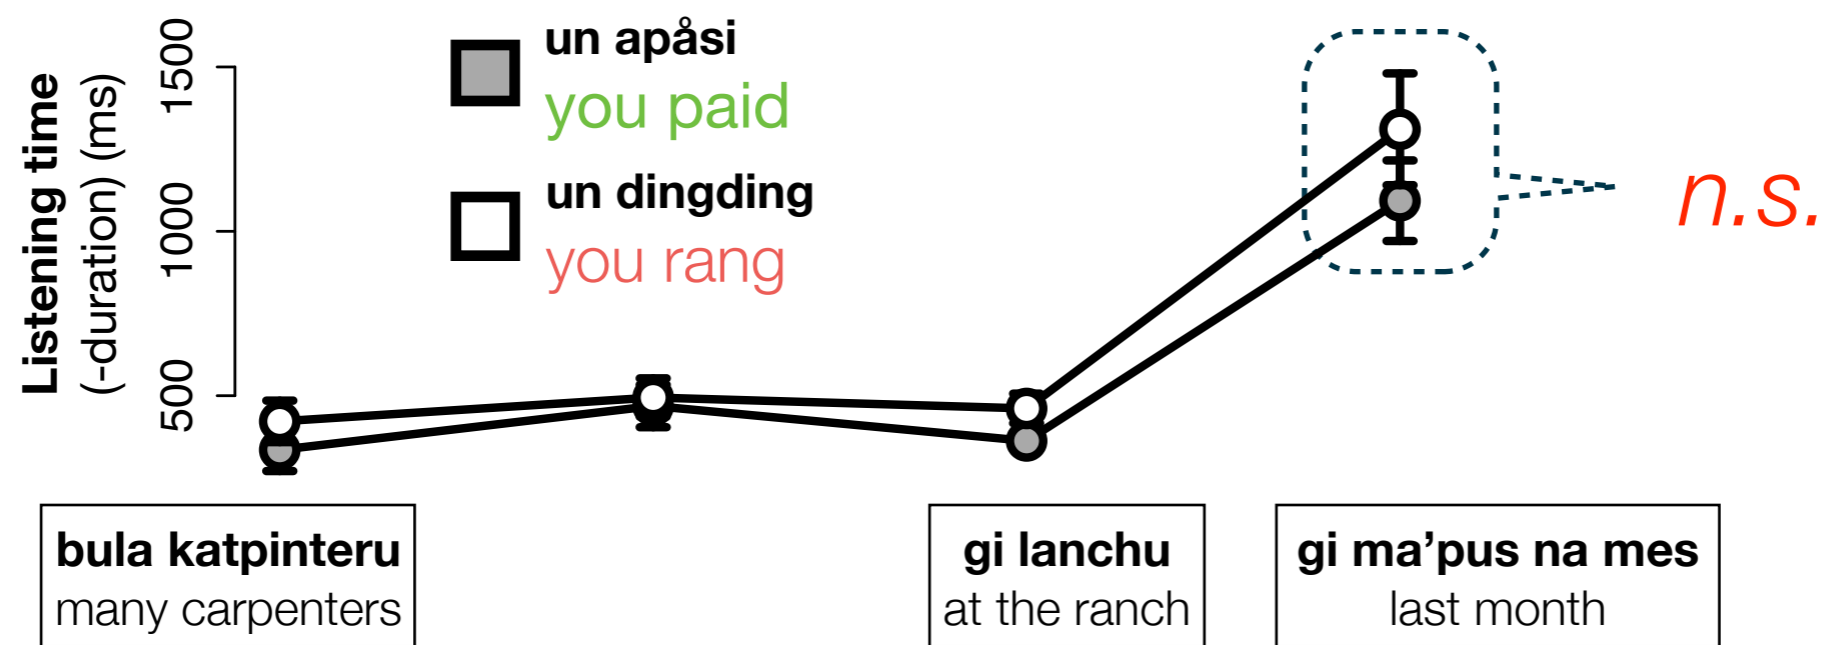 Listening time
(-duration) (ms)
1500
1000
500
un apåsi
you paid
un dingding
you rang
n.s.
bula katpinteru
many carpenters
gi lanchu
at the ranch
gi ma’pus na mes
last month